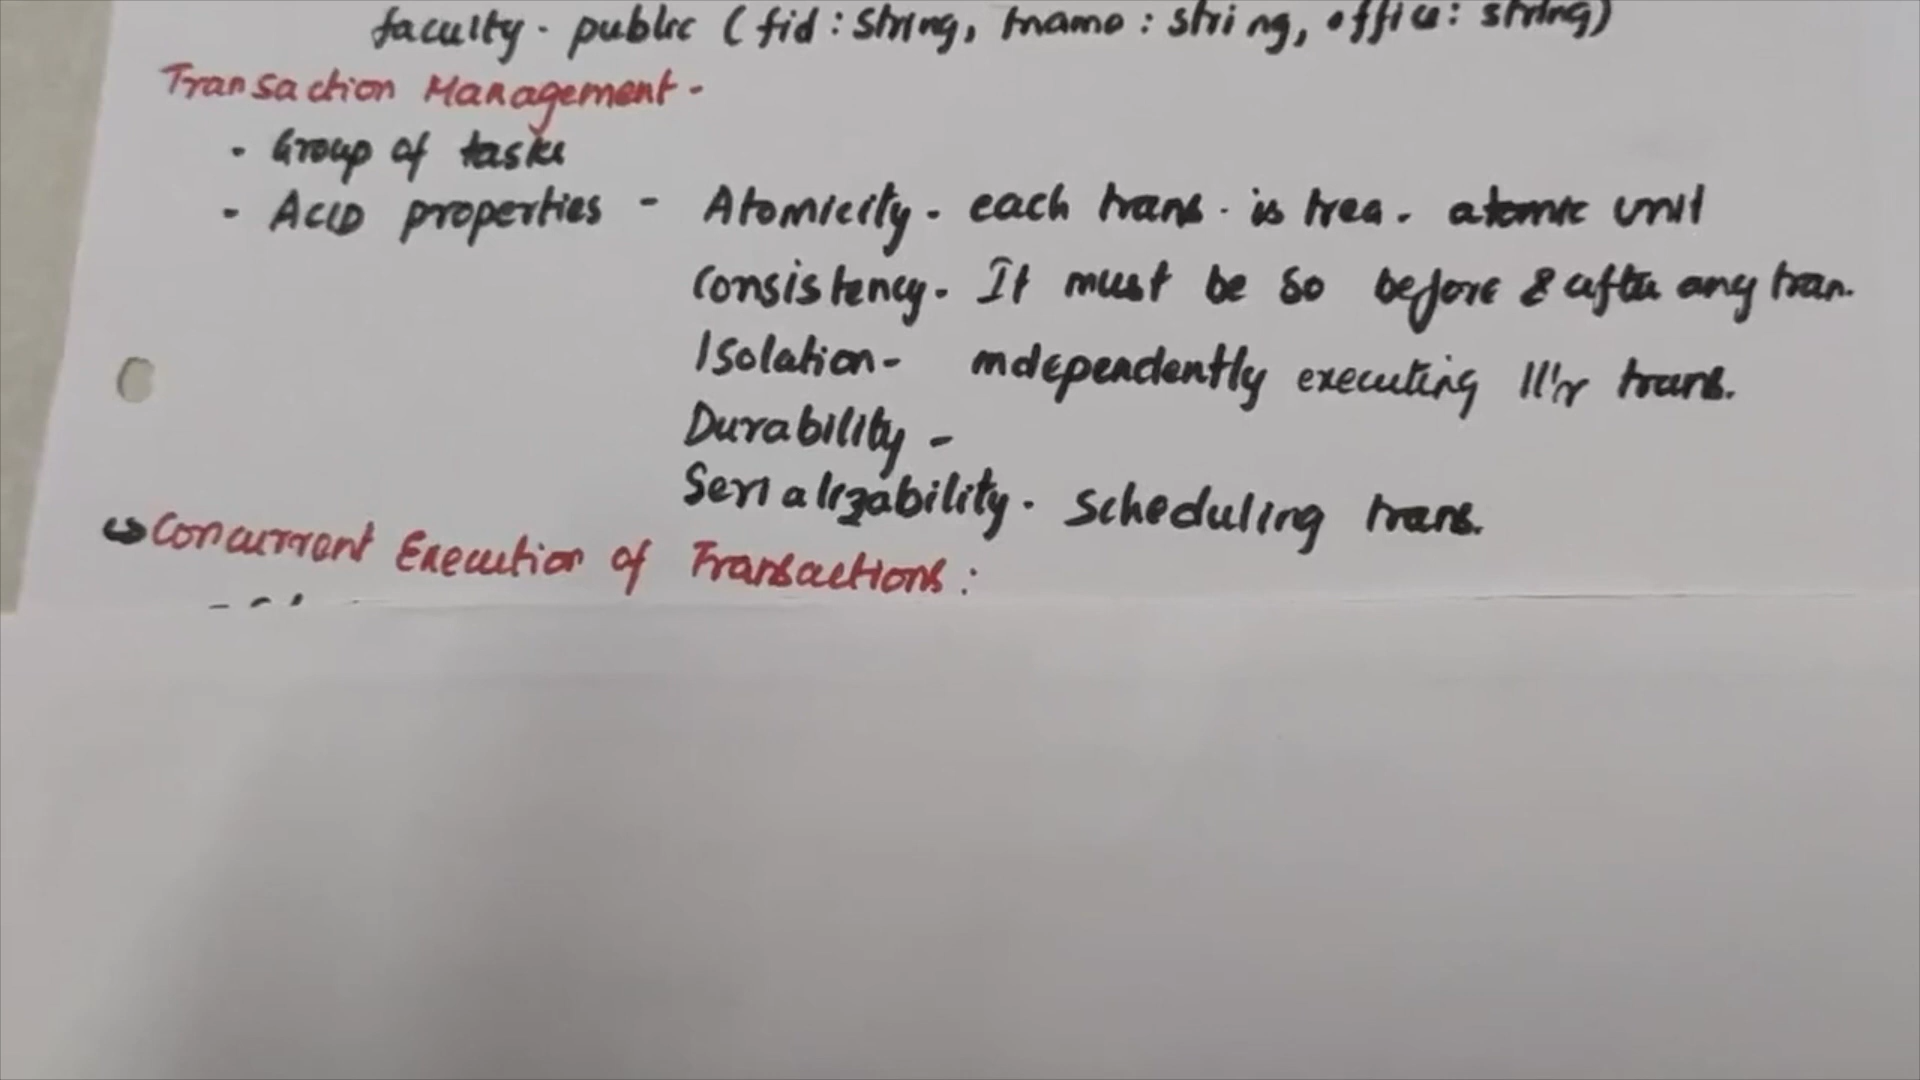 faculty - public (fid : string, fname : string, office : string)
Transaction Management -
- Group of tasks
- ACID properties - Atomicity - each trans. is trea. atomic unit
Consistency - It must be so before & after any tran.
Isolation - independently executing ll'r trans.
Durability -
Serializability - scheduling trans.
↪ Concurrent Execution of Transactions :